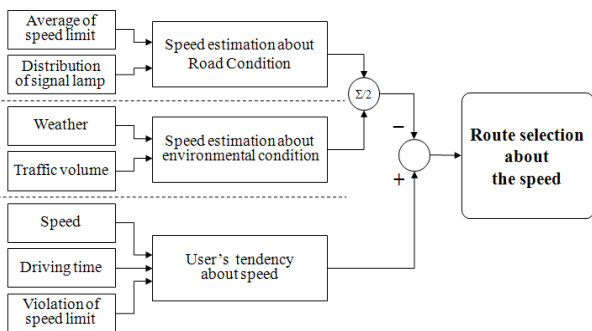 Average of
speed limit
Distribution
of signal lamp
Speed estimation about
Road Condition
Σ/2
Weather
Traffic volume
Speed estimation about
environmental condition
−
+
Route selection
about
the speed
Speed
Driving time
Violation of
speed limit
User's tendency
about speed